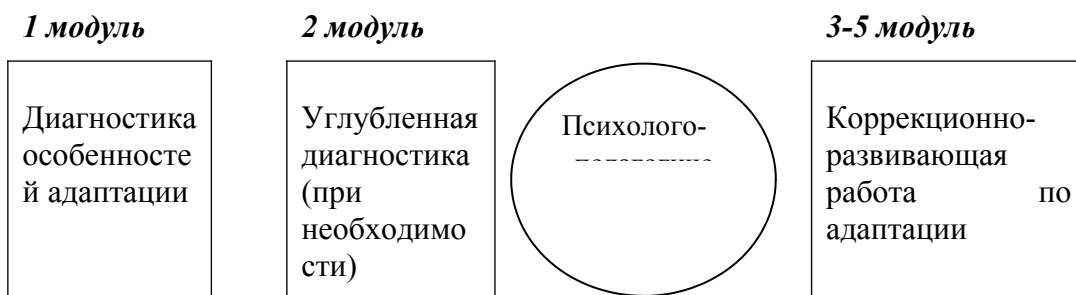 1 модуль
2 модуль
3-5 модуль
Диагностика
особенносте
й адаптации
Углубленная
диагностика
(при
необходимо
сти)
Психолого-
Коррекционно-
развивающая
работа по
адаптации